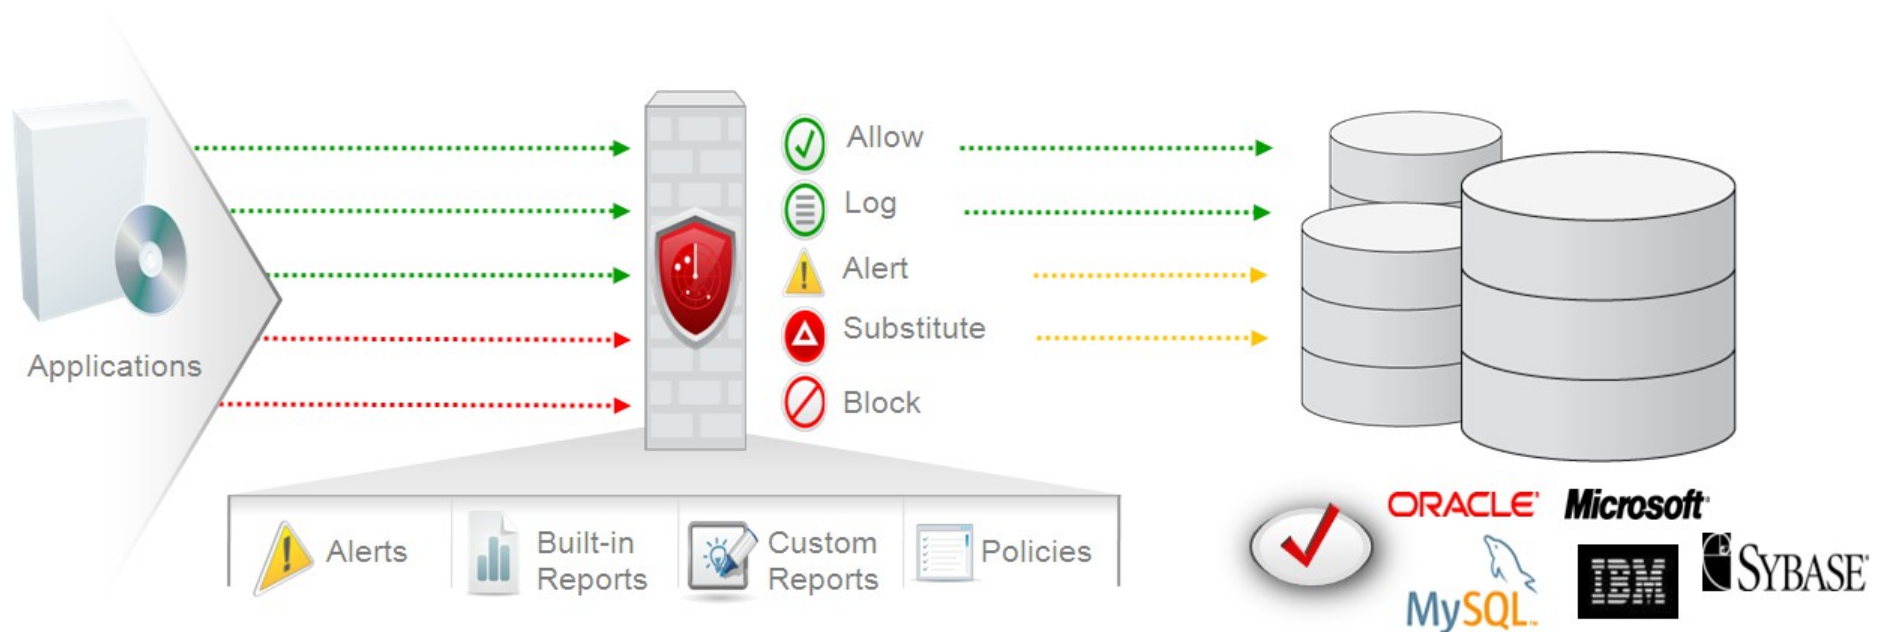 Applications
Allow
Log
Alert
Substitute
Block
Alerts
Built-in
Reports
Custom
Reports
Policies
ORACLE
Microsoft
MySQL
IBM
SYBASE